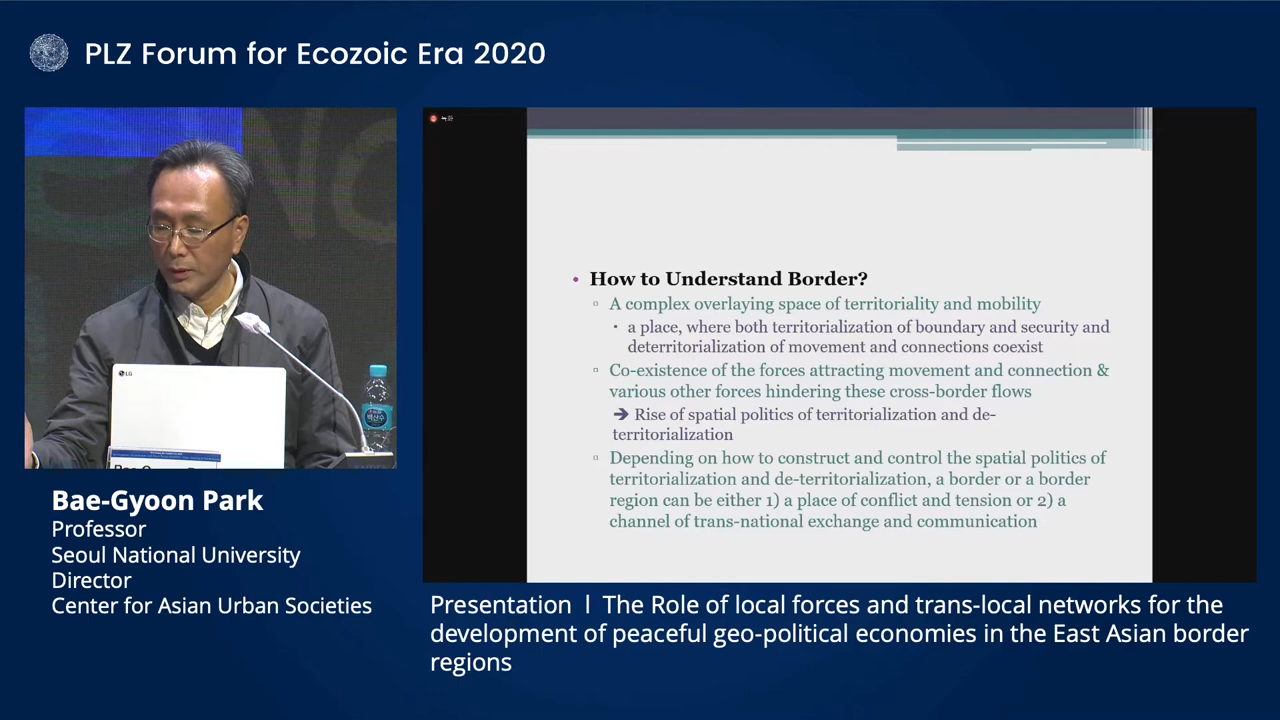 PLZ Forum for Ecozoic Era 2020
• How to Understand Border?
▫ A complex overlaying space of territoriality and mobility
• a place, where both territorialization of boundary and security and
deterritorialization of movement and connections coexist
▫ Co-existence of the forces attracting movement and connection &
various other forces hindering these cross-border flows
➔ Rise of spatial politics of territorialization and de-
territorialization
▫ Depending on how to construct and control the spatial politics of
territorialization and de-territorialization, a border or a border
region can be either 1) a place of conflict and tension or 2) a
channel of trans-national exchange and communication
LG
백산수
Bae-Gyoon Park
Professor
Seoul National University
Director
Center for Asian Urban Societies
Presentation l The Role of local forces and trans-local networks for the
development of peaceful geo-political economies in the East Asian border
regions